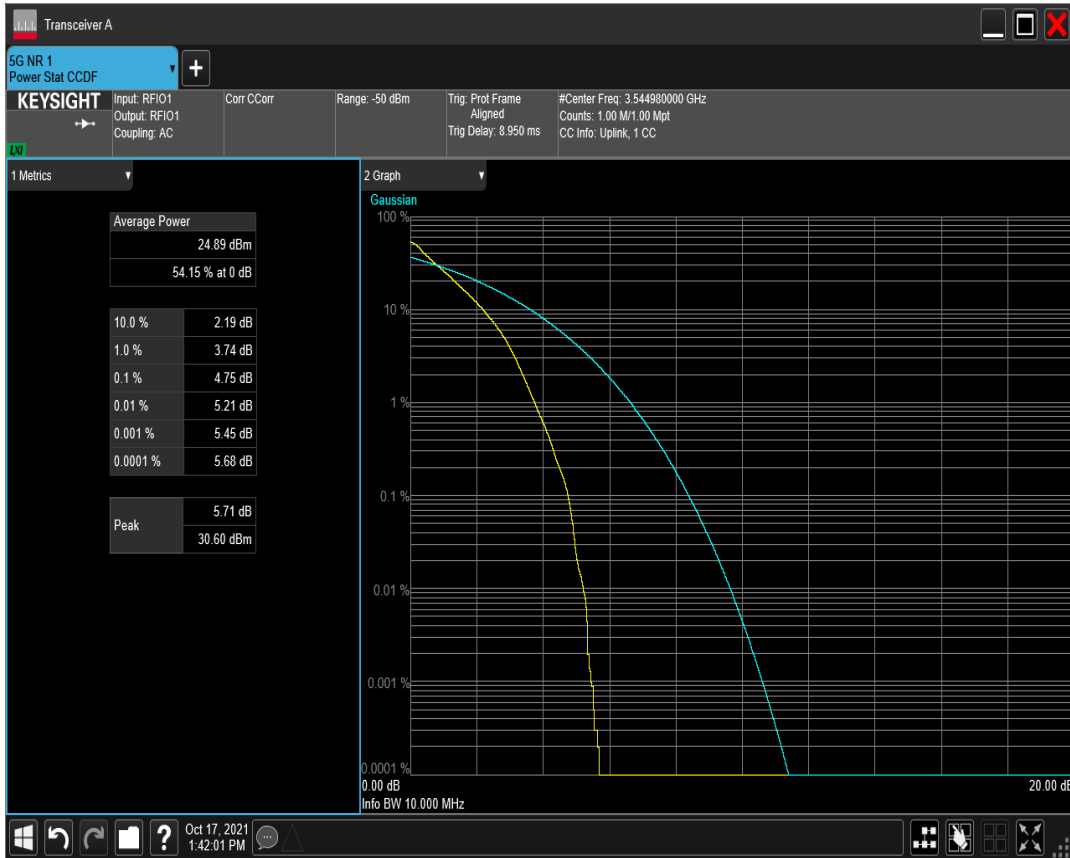 Transceiver A
5G NR 1
Power Stat CCDF
KEYSIGHT
LXI
Input: RFIO1
Output: RFIO1
Coupling: AC
Corr CCorr
Range: -50 dBm
Trig: Prot Frame
Aligned
Trig Delay: 8.950 ms
#Center Freq: 3.544980000 GHz
Counts: 1.00 M/1.00 Mpt
CC Info: Uplink, 1 CC
1 Metrics
Average Power
24.89 dBm
54.15 % at 0 dB
10.0 % 2.19 dB
1.0 % 3.74 dB
0.1 % 4.75 dB
0.01 % 5.21 dB
0.001 % 5.45 dB
0.0001 % 5.68 dB
Peak
5.71 dB
30.60 dBm
2 Graph
Gaussian
100 %
10 %
1 %
0.1 %
0.01 %
0.001 %
0.0001 %
0.00 dB 20.00 dB
Info BW 10.000 MHz
Oct 17, 2021
1:42:01 PM